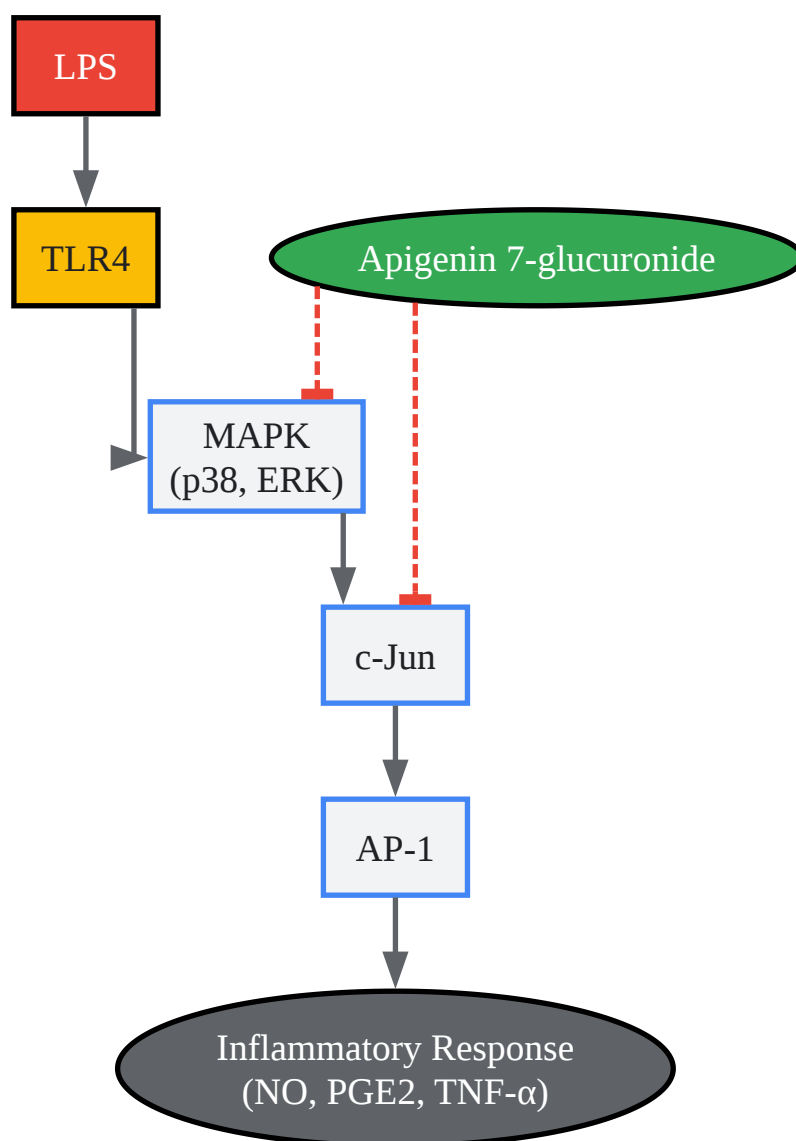 LPS
TLR4
Apigenin 7-glucuronide
MAPK
(p38, ERK)
c-Jun
AP-1
Inflammatory Response
(NO, PGE2, TNF-α)